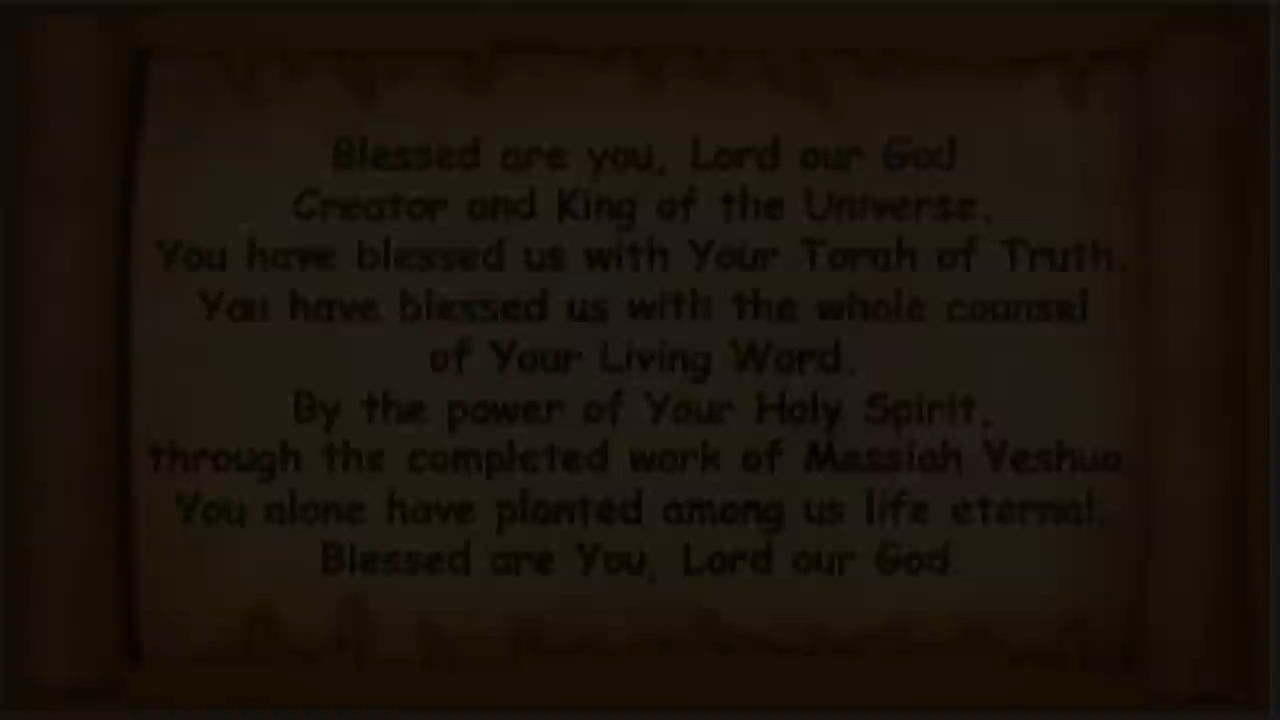 Blessed are you, Lord our God
Creator and King of the Universe.
You have blessed us with Your Torah of Truth.
You have blessed us with the whole counsel
of Your Living Word.
By the power of Your Holy Spirit,
through the completed work of Messiah Yeshua
You alone have planted among us life eternal.
Blessed are You, Lord our God